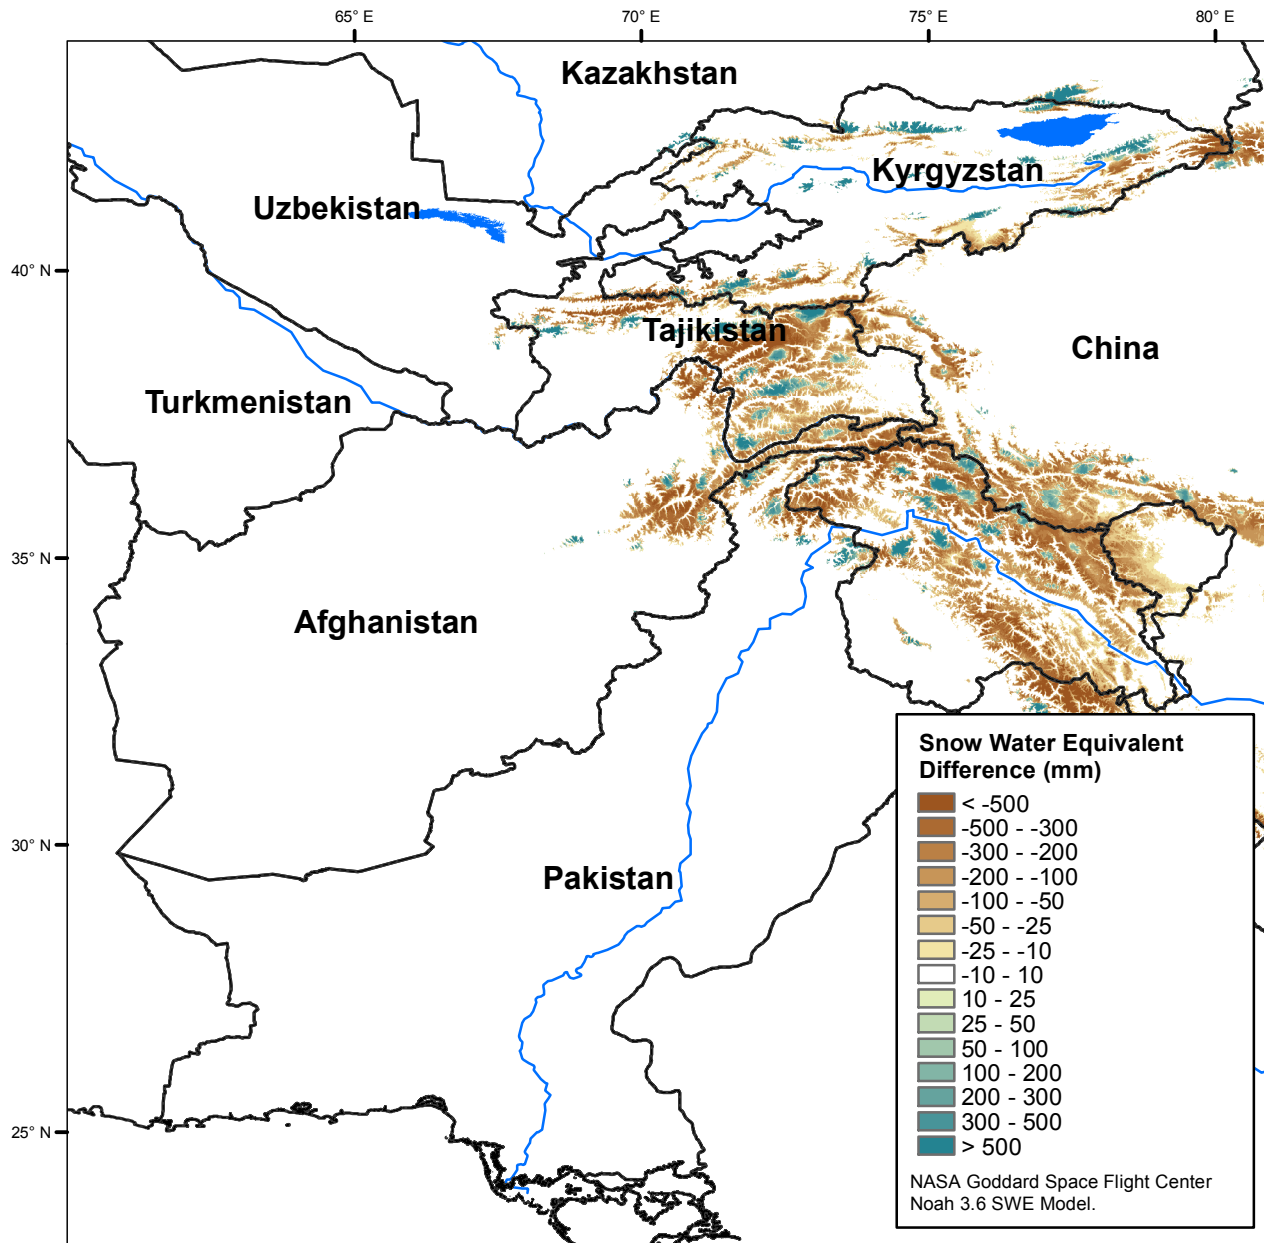 65° E
70° E
75° E
80° E
Kazakhstan
Kyrgyzstan
Uzbekistan
40° N
Tajikistan
China
Turkmenistan
35° N
Afghanistan
30° N
Pakistan
25° N
Snow Water Equivalent
Difference (mm)
< -500
-500 - -300
-300 - -200
-200 - -100
-100 - -50
-50 - -25
-25 - -10
-10 - 10
10 - 25
25 - 50
50 - 100
100 - 200
200 - 300
300 - 500
> 500
NASA Goddard Space Flight Center
Noah 3.6 SWE Model.